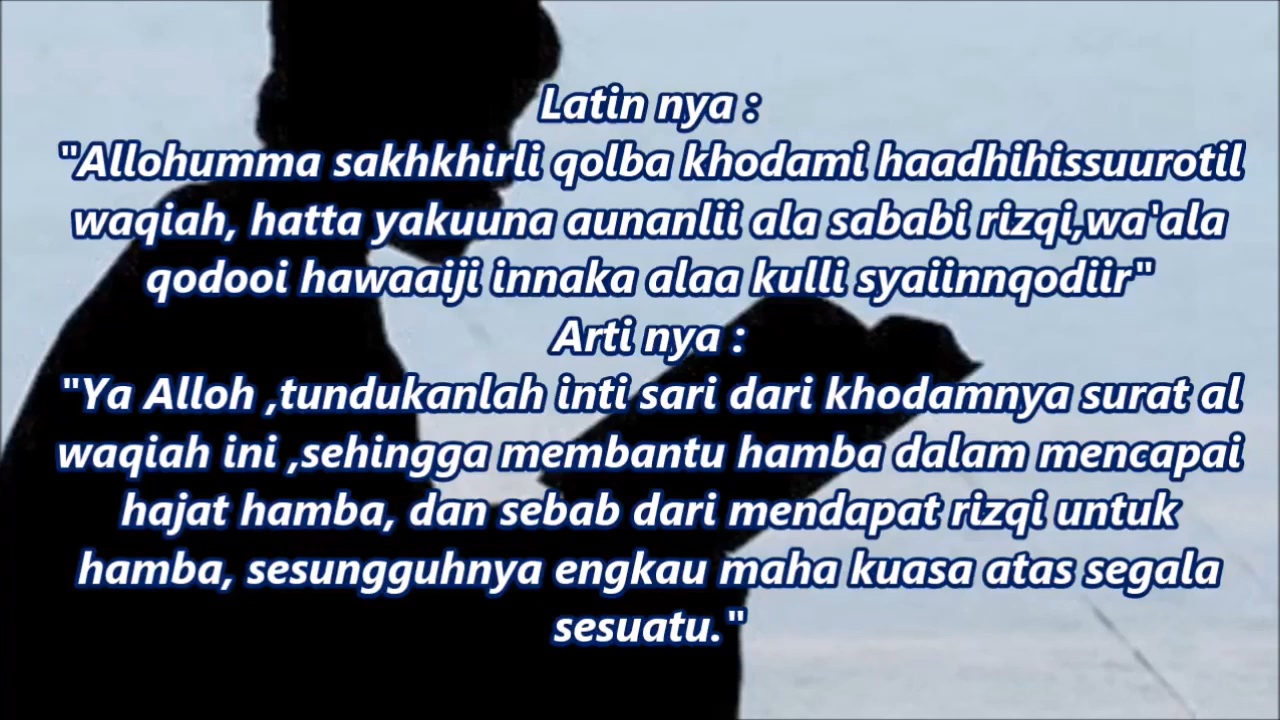 Latin nya :
"Allohumma sakhkhirli qolba khodami haadhihissuurotil
waqiah, hatta yakuuna aunanlii ala sababi rizqi,wa'ala
qodooi hawaaiji innaka alaa kulli syaiinnqodiir"
Arti nya :
"Ya Alloh ,tundukanlah inti sari dari khodamnya surat al
waqiah ini ,sehingga membantu hamba dalam mencapai
hajat hamba, dan sebab dari mendapat rizqi untuk
hamba, sesungguhnya engkau maha kuasa atas segala
sesuatu."